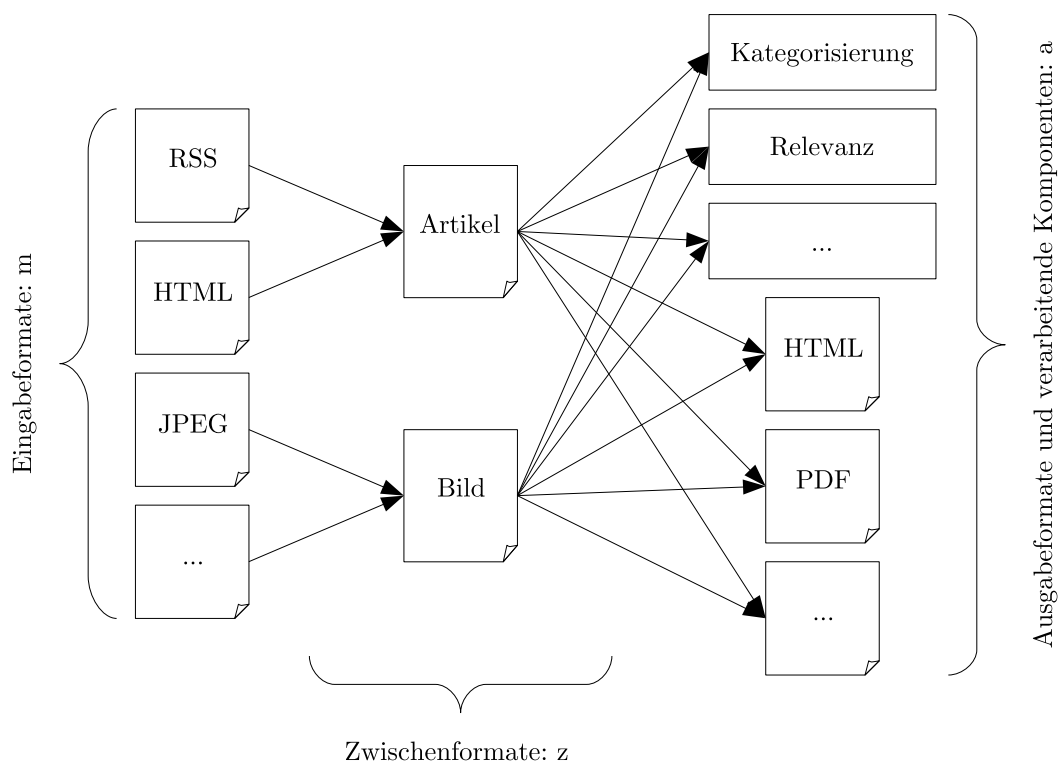 Eingabeformate: m
RSS
HTML
JPEG
...
Artikel
Bild
Zwischenformate: z
Kategorisierung
Relevanz
...
HTML
PDF
...
Ausgabeformate und verarbeitende Komponenten: a